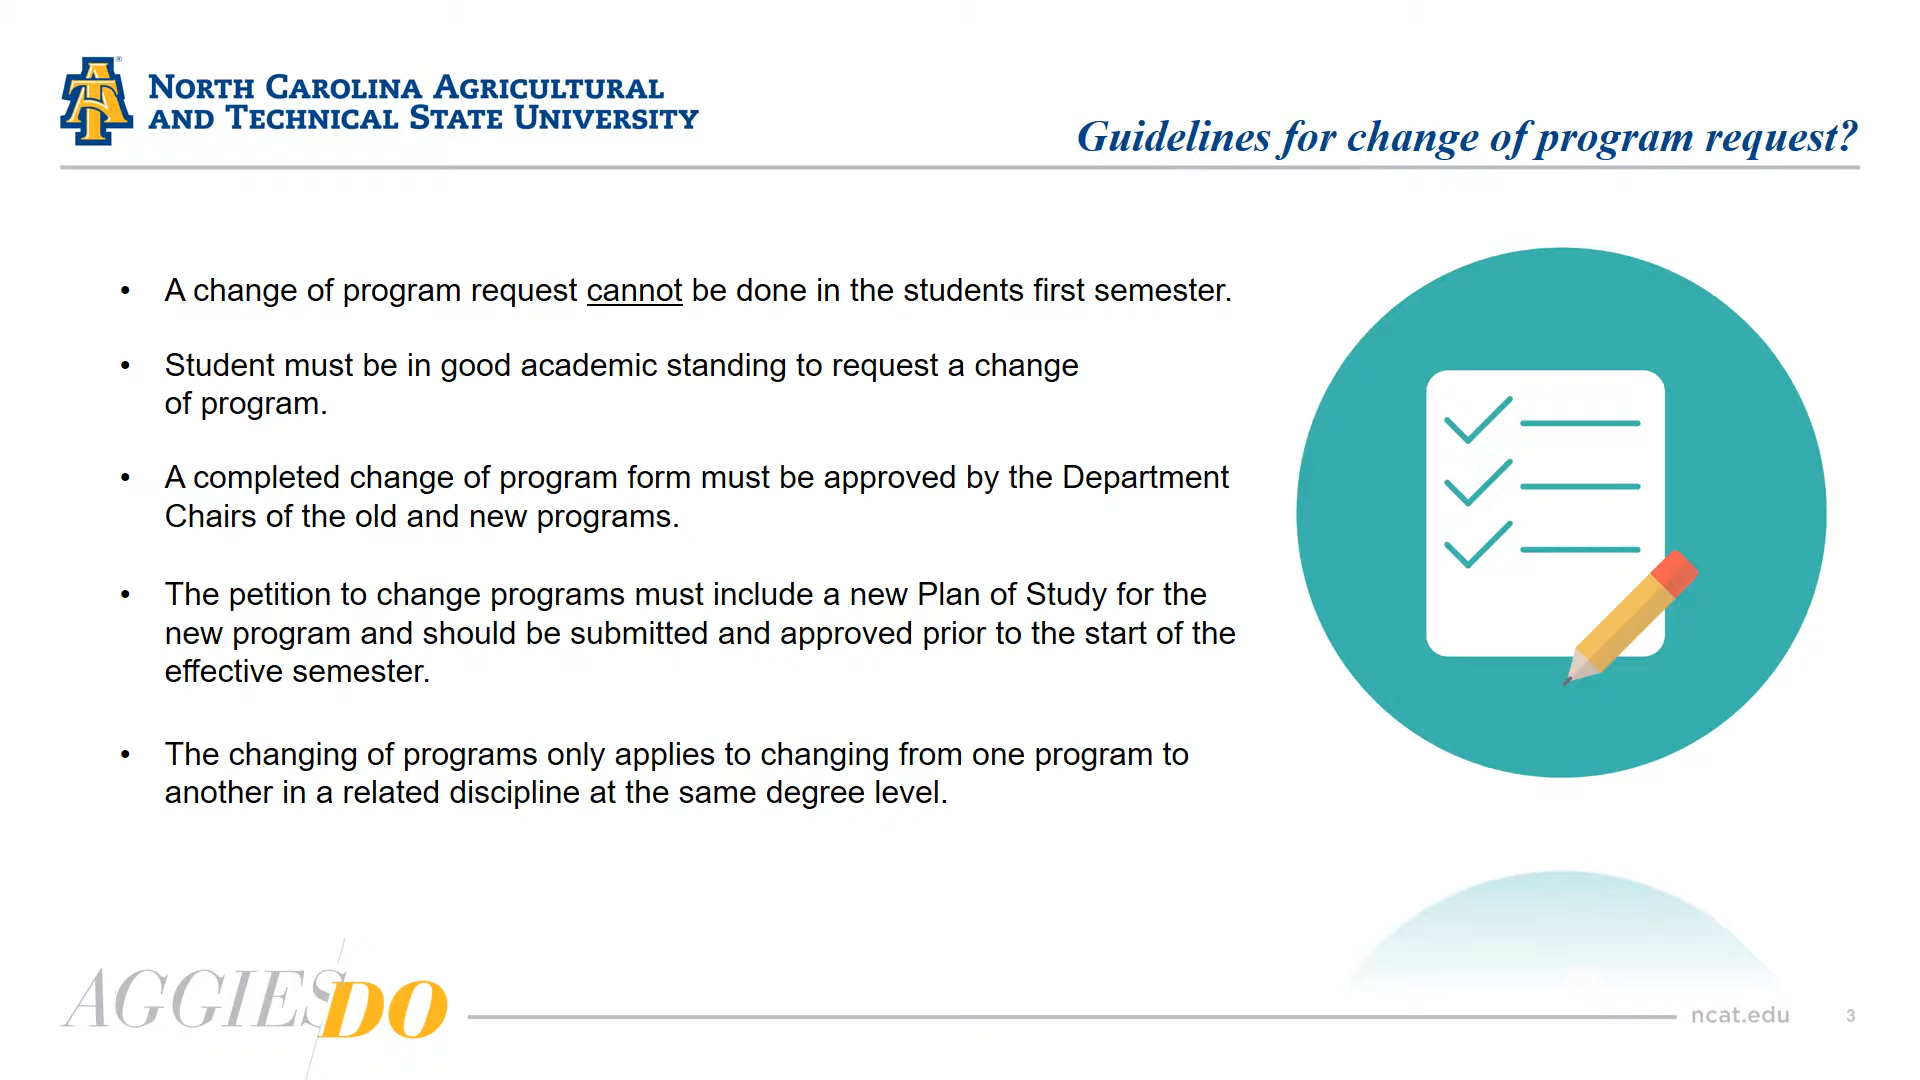 North Carolina Agricultural
and Technical State University
Guidelines for change of program request?
• A change of program request cannot be done in the students first semester.
• Student must be in good academic standing to request a change
of program.
• A completed change of program form must be approved by the Department
Chairs of the old and new programs.
• The petition to change programs must include a new Plan of Study for the
new program and should be submitted and approved prior to the start of the
effective semester.
• The changing of programs only applies to changing from one program to
another in a related discipline at the same degree level.
AGGIES DO
ncat.edu 3